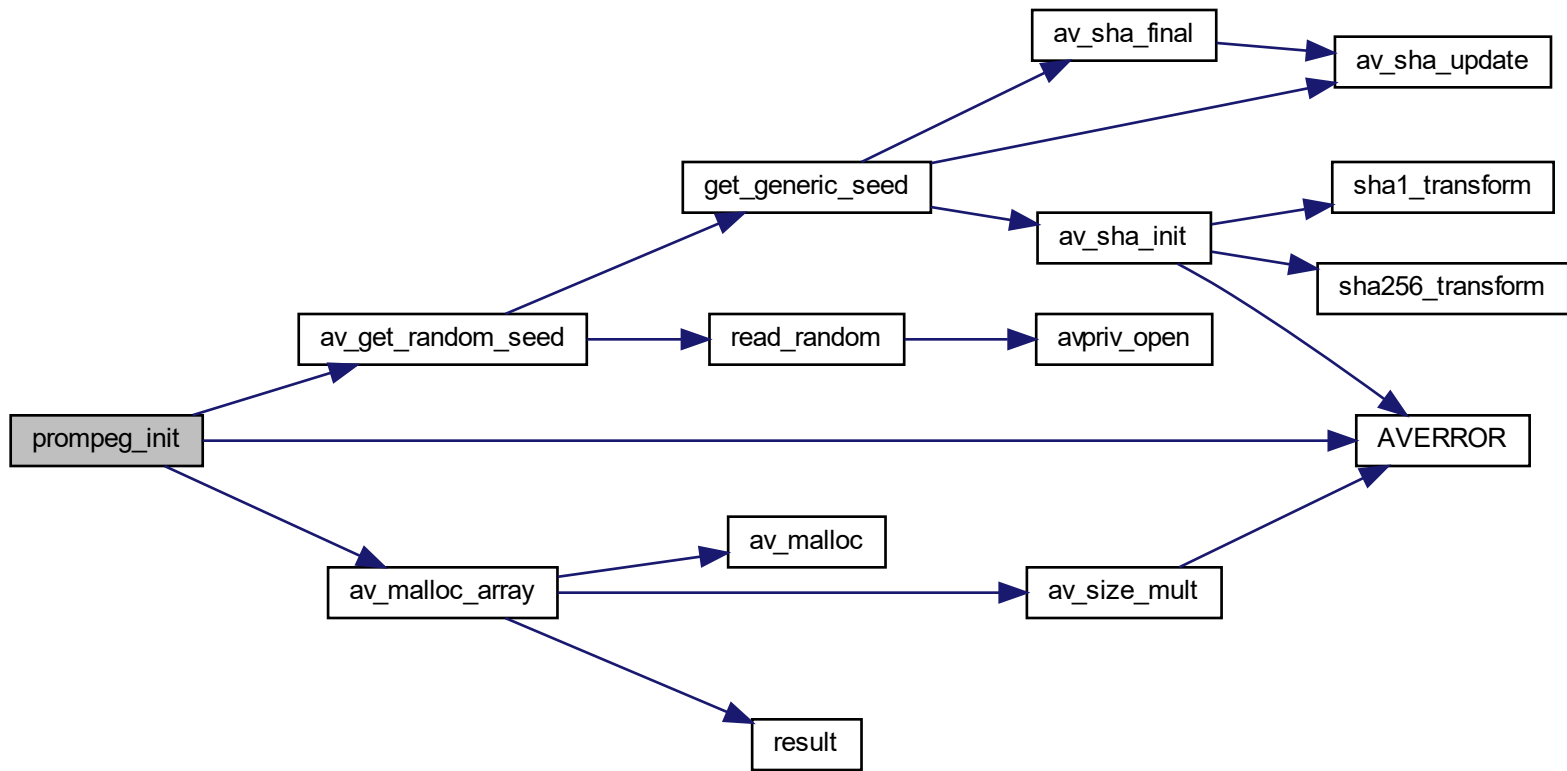 av_sha_final
av_sha_update
get_generic_seed
sha1_transform
av_sha_init
sha256_transform
av_get_random_seed
read_random
avpriv_open
prompeg_init
AVERROR
av_malloc
av_malloc_array
av_size_mult
result